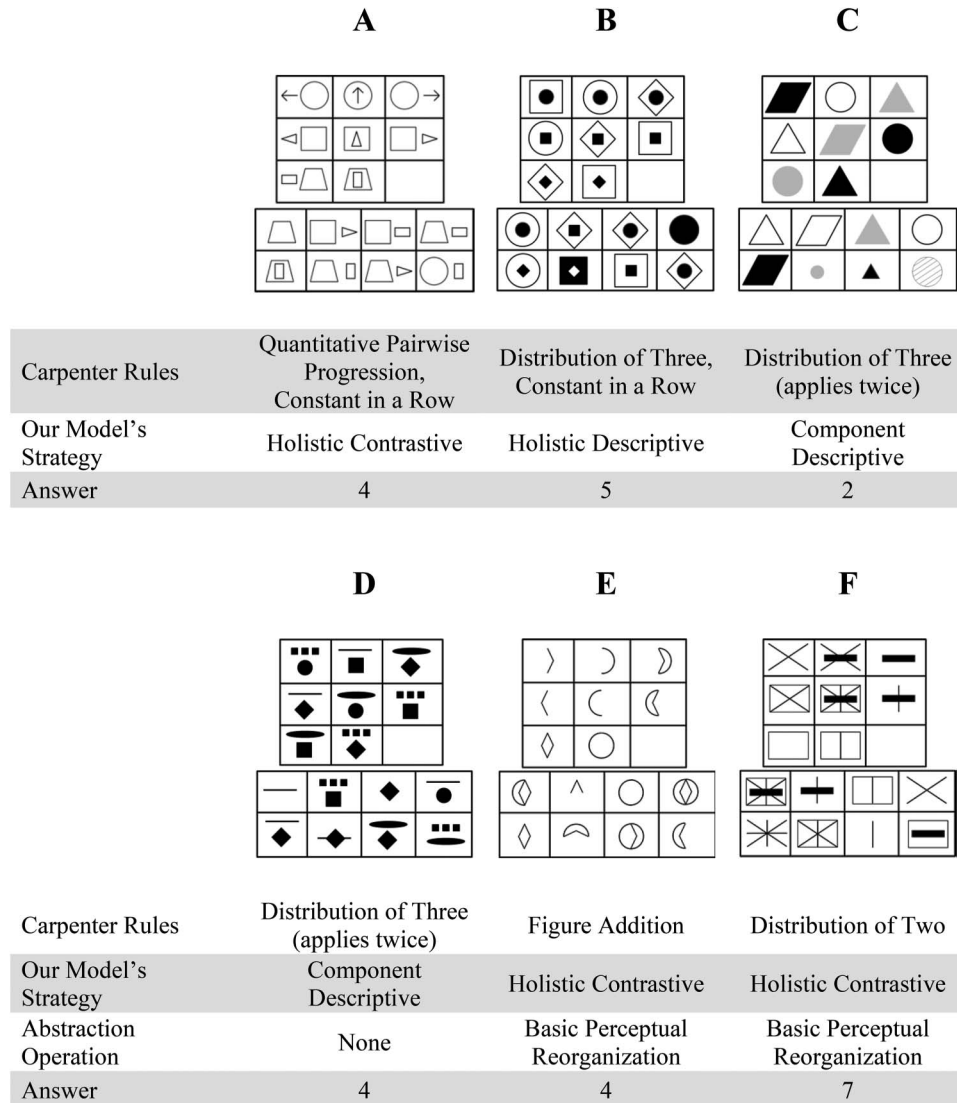 A B C
Carpenter Rules
Quantitative Pairwise
Progression,
Constant in a Row
Distribution of Three,
Constant in a Row
Distribution of Three
(applies twice)
Our Model's
Strategy
Holistic Contrastive
Holistic Descriptive
Component
Descriptive
Answer 4 5 2
D E F
Carpenter Rules
Distribution of Three
(applies twice)
Figure Addition
Distribution of Two
Our Model's
Strategy
Component
Descriptive
Holistic Contrastive
Holistic Contrastive
Abstraction
Operation
None
Basic Perceptual
Reorganization
Basic Perceptual
Reorganization
Answer 4 4 7